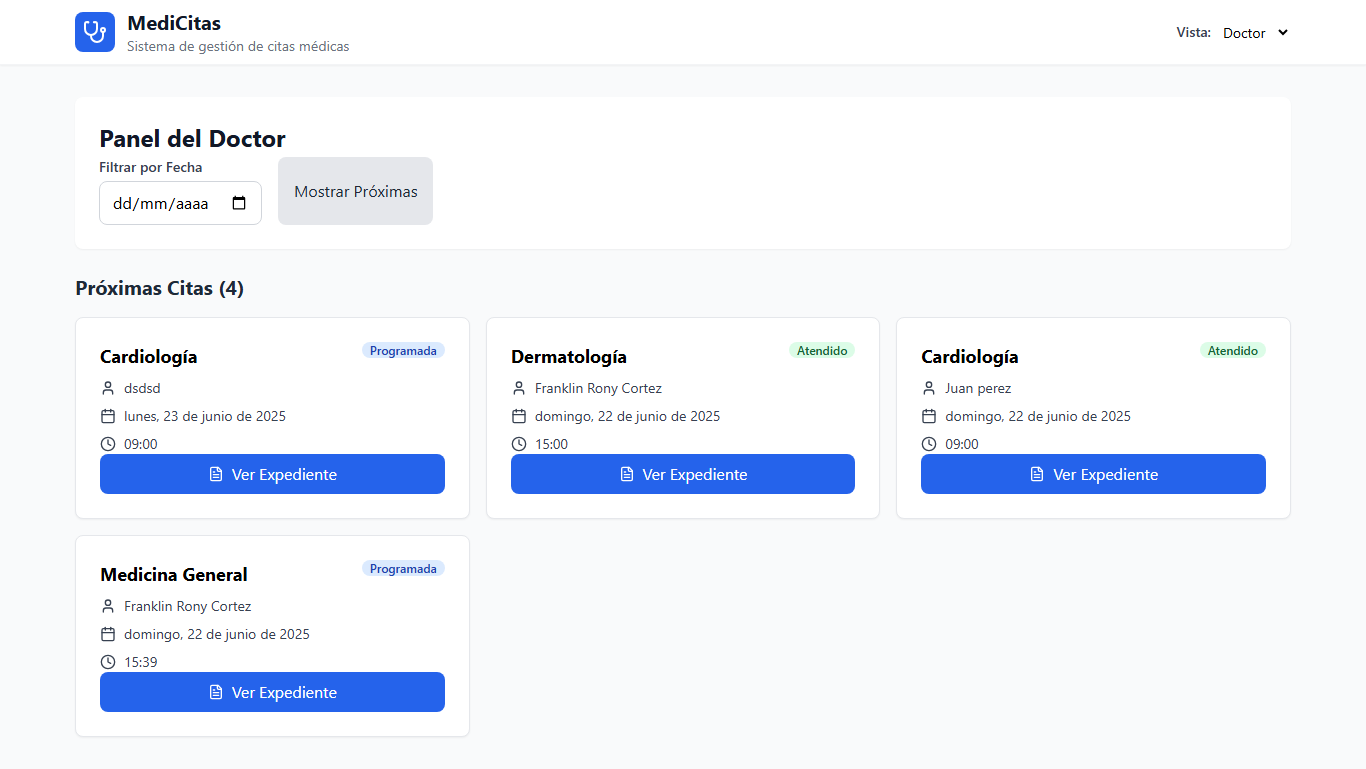 MediCitas
Sistema de gestión de citas médicas
Vista: Doctor
Panel del Doctor
Filtrar por Fecha
dd/mm/aaaa
Mostrar Próximas
Próximas Citas (4)
Cardiología
Programada
dsdsd
lunes, 23 de junio de 2025
09:00
Ver Expediente
Dermatología
Atendido
Franklin Rony Cortez
domingo, 22 de junio de 2025
15:00
Ver Expediente
Cardiología
Atendido
Juan perez
domingo, 22 de junio de 2025
09:00
Ver Expediente
Medicina General
Programada
Franklin Rony Cortez
domingo, 22 de junio de 2025
15:39
Ver Expediente